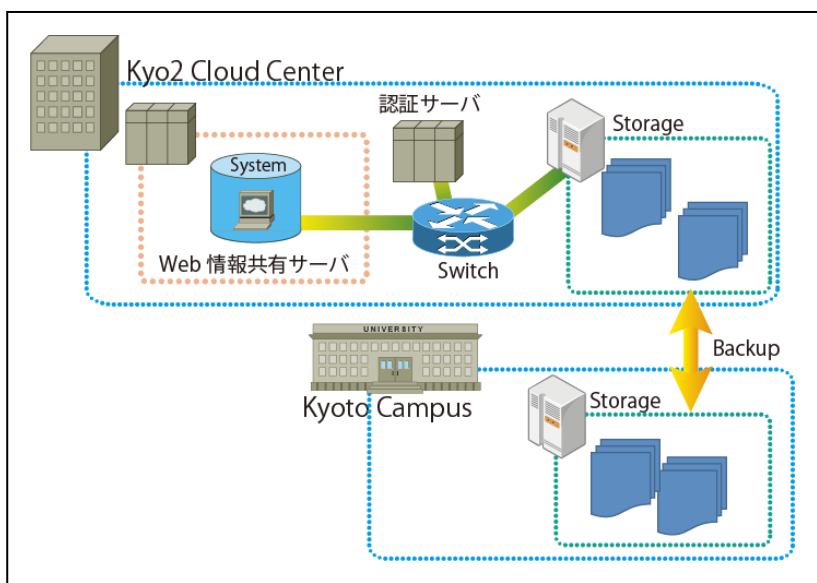 Kyo2 Cloud Center
認証サーバ
Storage
System
Web 情報共有サーバ
Switch
UNIVERSITY
Backup
Kyoto Campus
Storage